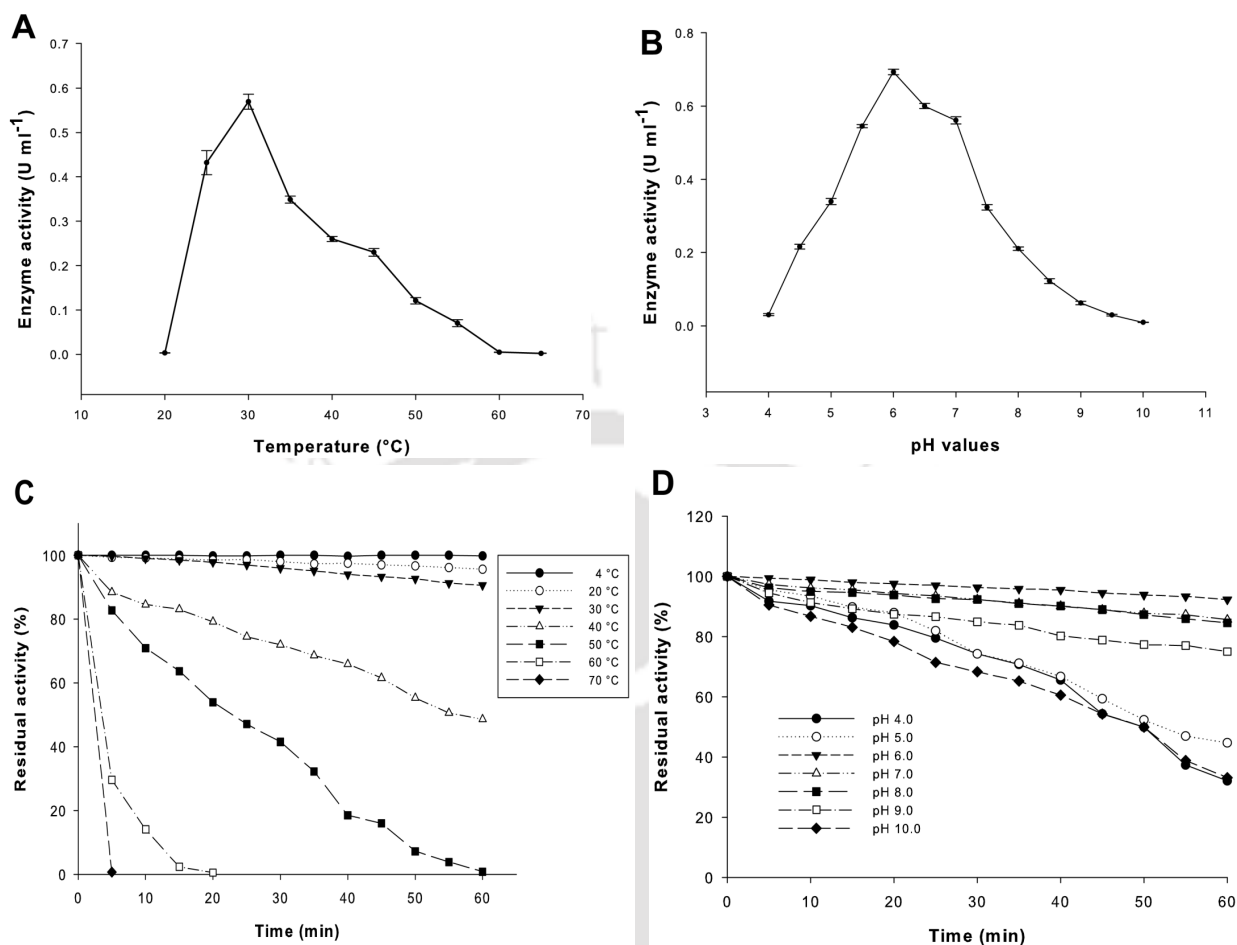 A
Enzyme activity (U ml-1)
0.7
0.6
0.5
0.4
0.3
0.2
0.1
0.0
10 20 30 40 50 60 70
Temperature (°C)
B
Enzyme activity (U ml-1)
0.8
0.6
0.4
0.2
0.0
3 4 5 6 7 8 9 10 11
pH values
C
Residual activity (%)
100
80
60
40
20
0
0 10 20 30 40 50 60
Time (min)
4 °C
20 °C
30 °C
40 °C
50 °C
60 °C
70 °C
D
Residual activity (%)
120
100
80
60
40
20
0
0 10 20 30 40 50 60
Time (min)
pH 4.0
pH 5.0
pH 6.0
pH 7.0
pH 8.0
pH 9.0
pH 10.0